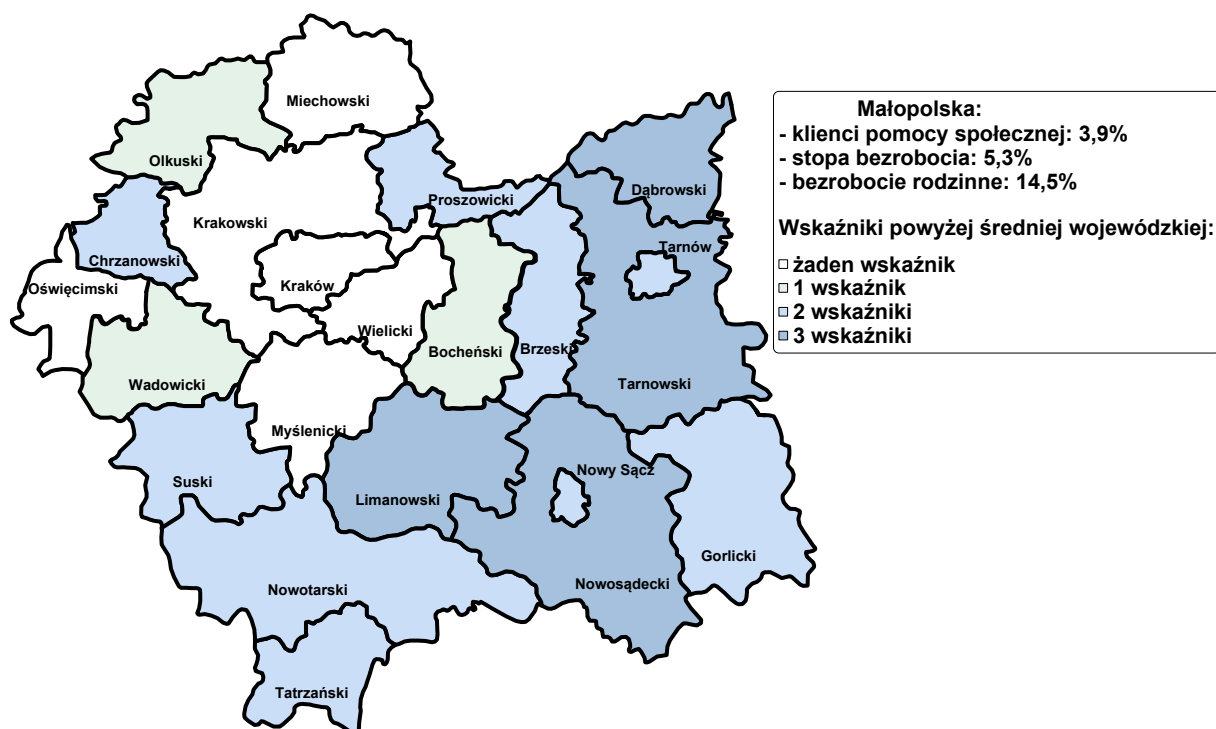 Miechowski
Olkuski
Małopolska:
- klienci pomocy społecznej: 3,9%
- stopa bezrobocia: 5,3%
- bezrobocie rodzinne: 14,5%
Wskaźniki powyżej średniej wojewódzkiej:
żaden wskaźnik
1 wskaźnik
2 wskaźniki
3 wskaźniki
Dąbrowski
Proszowicki
Krakowski
Tarnów
Chrzanowski
Oświęcimski
Kraków
Wielicki
Bocheński
Brzeski
Wadowicki
Tarnowski
Myślenicki
Nowy Sącz
Suski
Limanowski
Gorlicki
Nowotarski
Nowosądecki
Tatrzański